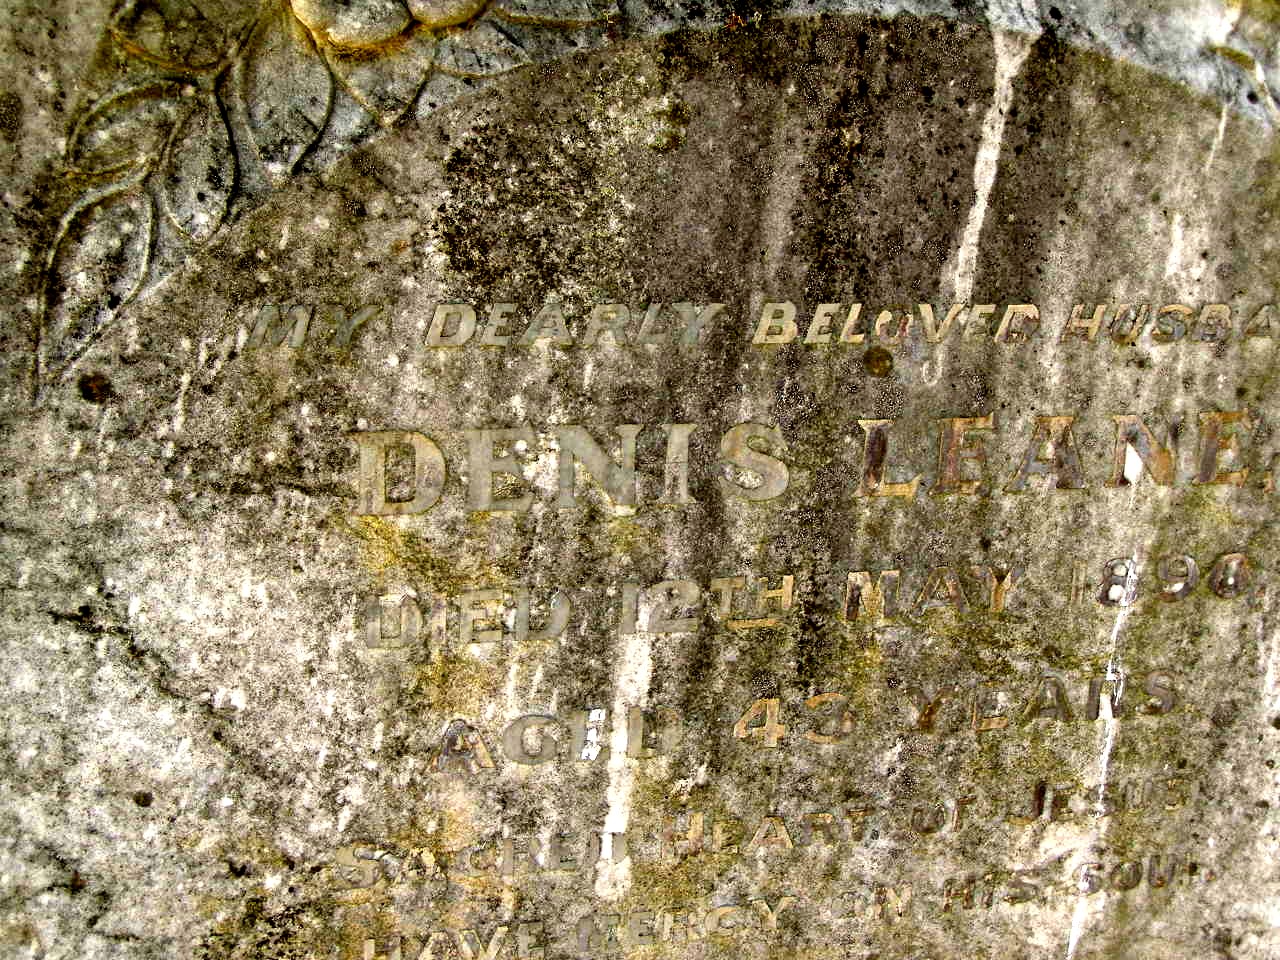 MY DEARLY BELOVED HUSBA
DENIS LEANE.
DIED 12TH MAY 1890,
AGED 43 YEARS
SACRED HEART OF JESUS
HAVE MERCY ON HIS SOUL.